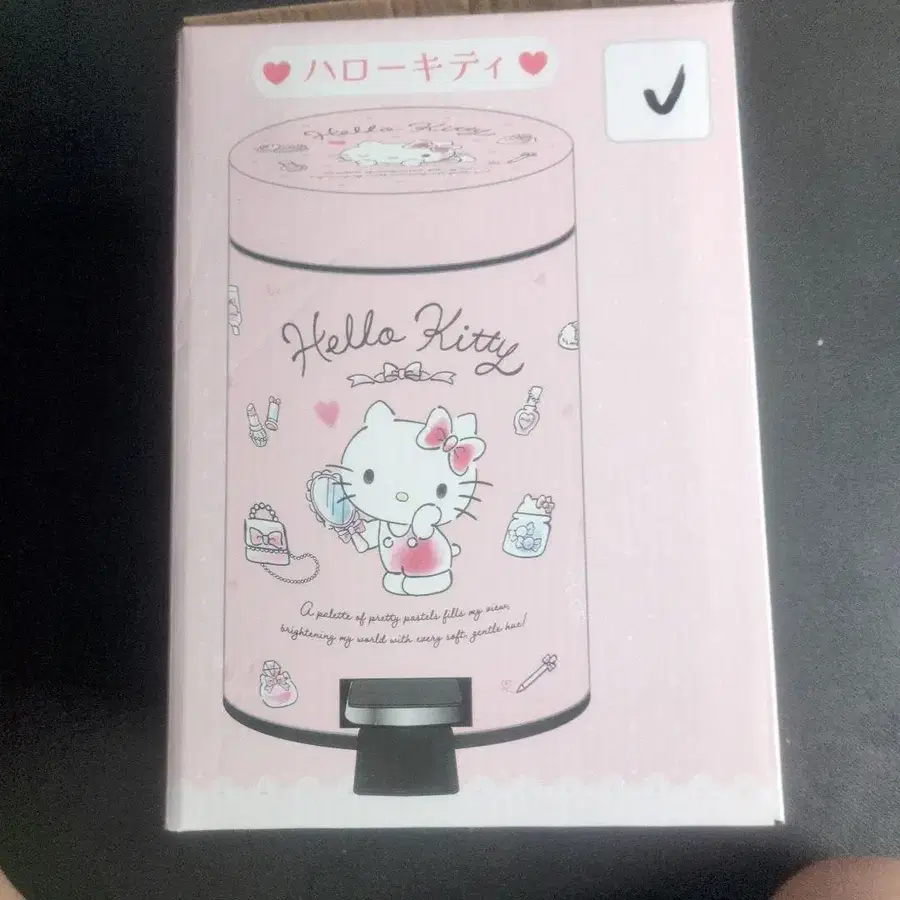 ハローキティ
Hello Kitty
Hello Kitty
A palette of pretty pastels fills my view,
brightening my world with every soft, gentle hue!